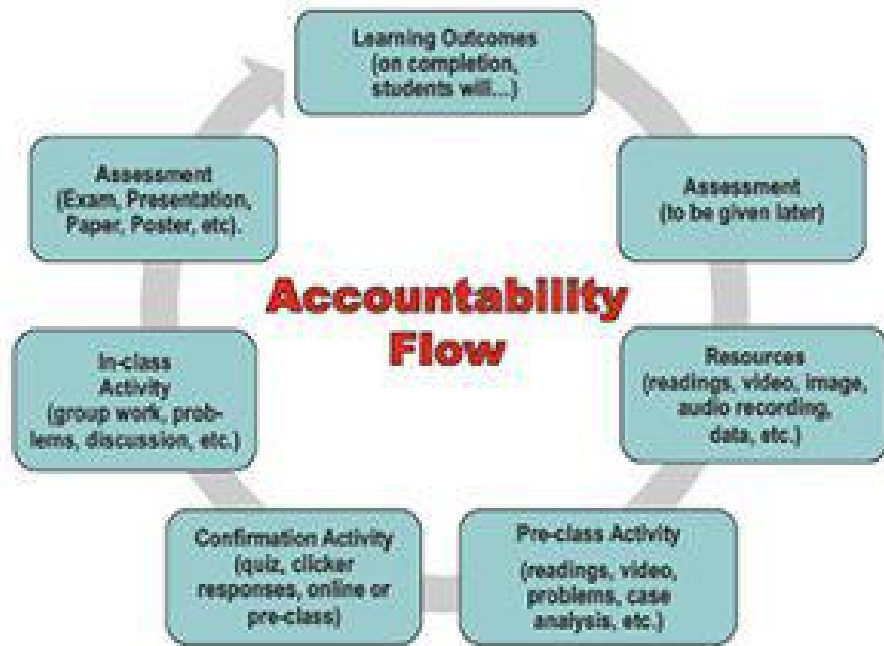 Learning Outcomes
(on completion,
students will...)
Assessment
(to be given later)
Resources
(readings, video, image,
audio recording,
data, etc.)
Pre-class Activity
(readings, video,
problems, case
analysis, etc.)
Confirmation Activity
(quiz, clicker
responses, online or
pre-class)
In-class
Activity
(group work, prob-
lems, discussion, etc.)
Assessment
(Exam, Presentation,
Paper, Poster, etc).
Accountability
Flow